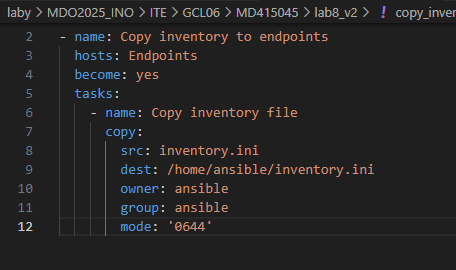 laby > MDO2025_INO > ITE > GCL06 > MD415045 > lab8_v2 > ! copy_inver
2 - name: Copy inventory to endpoints
3 hosts: Endpoints
4 become: yes
5 tasks:
6 - name: Copy inventory file
7 copy:
8 src: inventory.ini
9 dest: /home/ansible/inventory.ini
10 owner: ansible
11 group: ansible
12 mode: '0644'